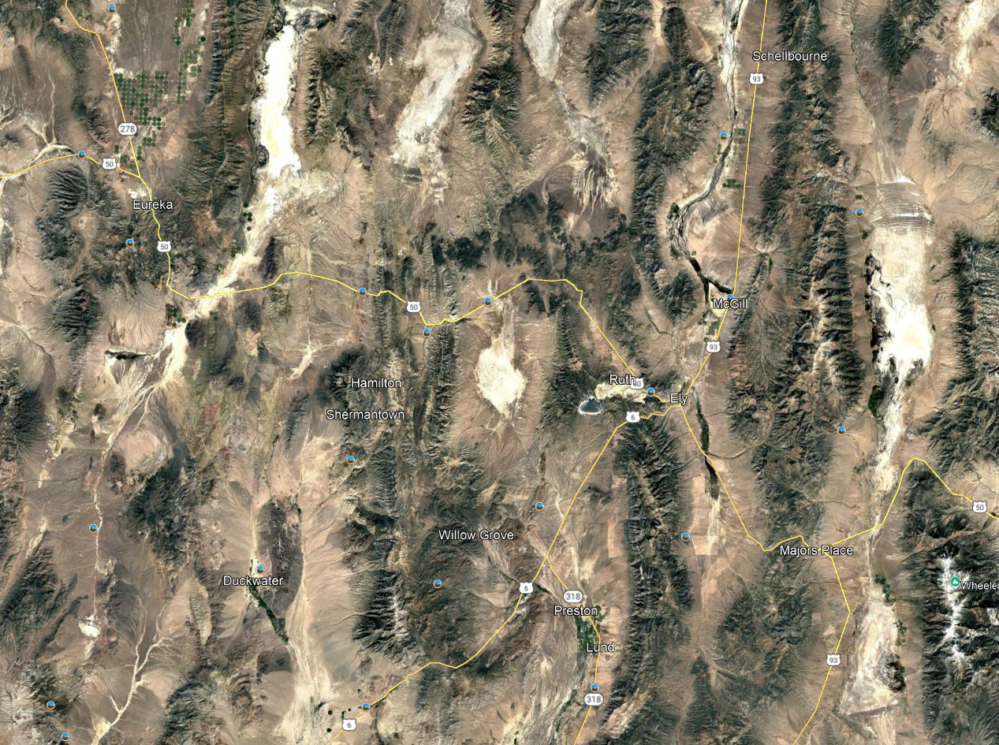 Schellbourne
93
278
50
Eureka
50
McGill
50
93
Ruth
Hamilton
Ely
Shermantown
6
50
Willow Grove
Majors Place
Duckwater
Wheeler
6
318
Preston
Lund
93
318
6